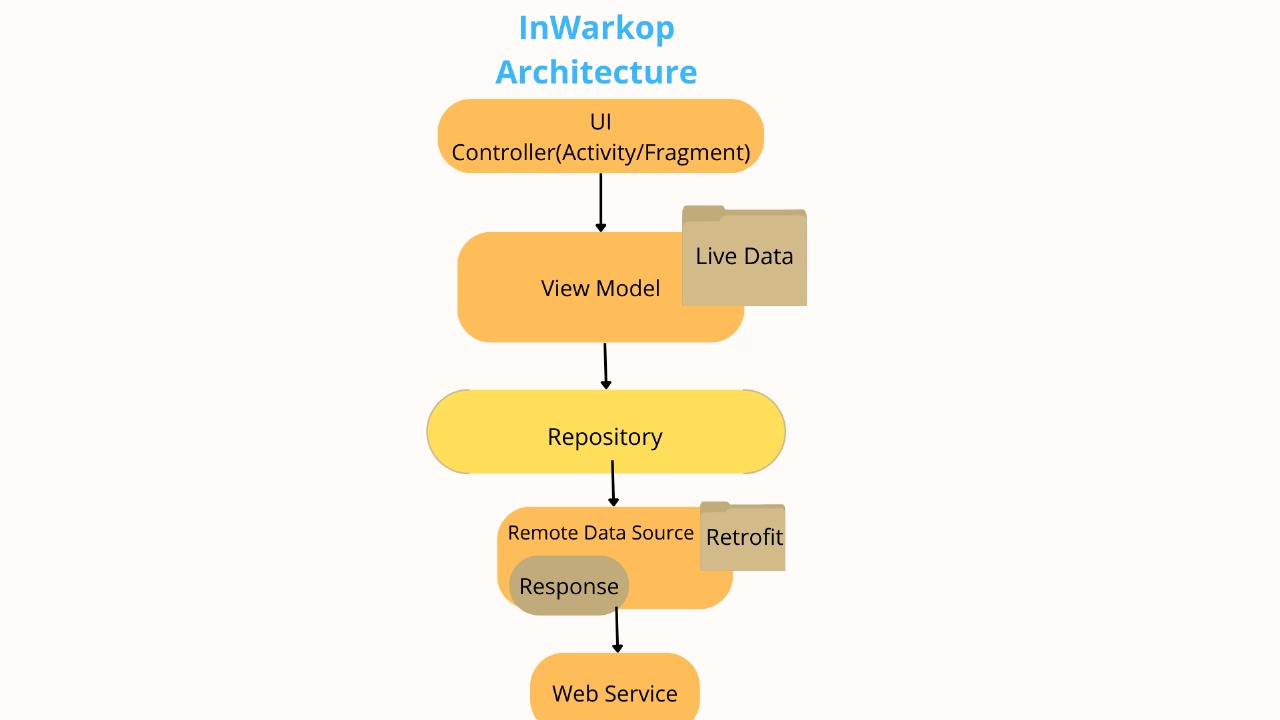 InWarkop
Architecture
UI
Controller(Activity/Fragment)
Live Data
View Model
Repository
Remote Data Source
Retrofit
Response
Web Service